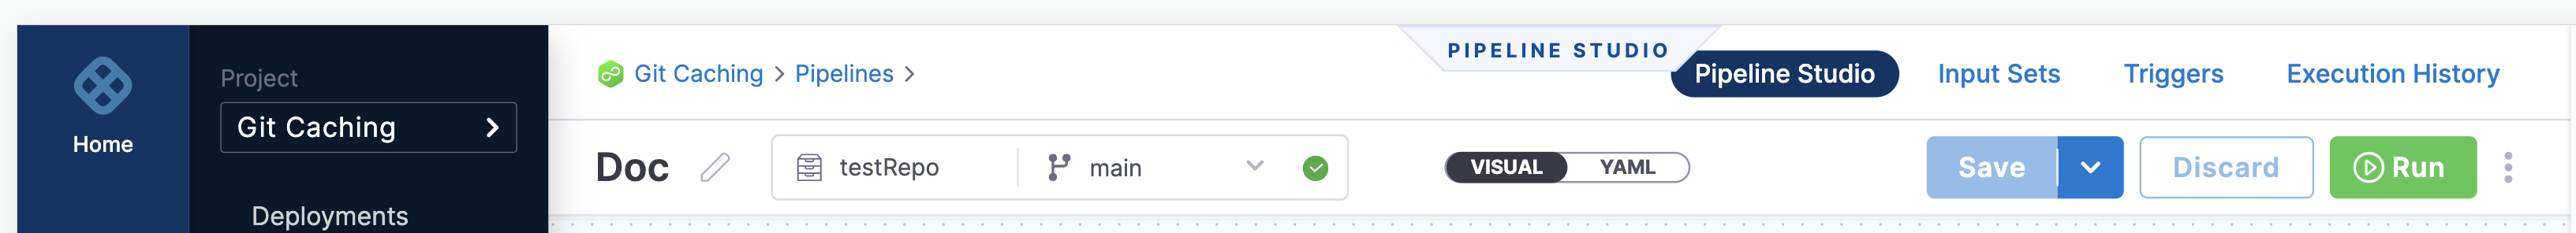 Home
Project
Git Caching
Deployments
Git Caching > Pipelines >
PIPELINE STUDIO
Pipeline Studio
Input Sets
Triggers
Execution History
Doc
testRepo
main
VISUAL
YAML
Save
Discard
Run